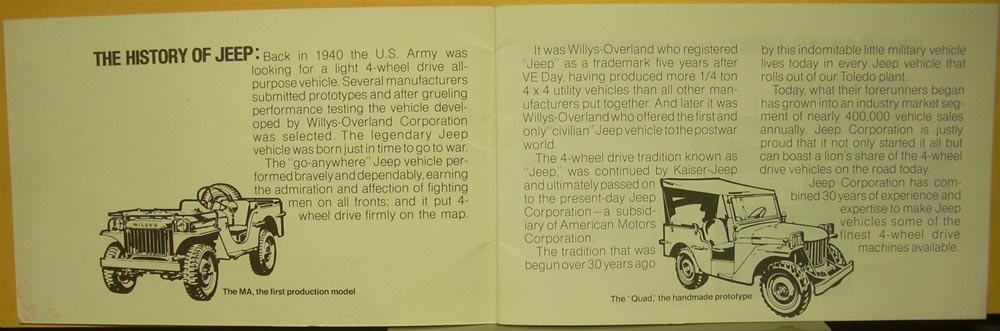 THE HISTORY OF JEEP: Back in 1940 the U.S. Army was
looking for a light 4-wheel drive all-
purpose vehicle. Several manufacturers
submitted prototypes and after grueling
performance testing the vehicle devel-
oped by Willys-Overland Corporation
was selected. The legendary Jeep
vehicle was born just in time to go to war.
The "go-anywhere" Jeep vehicle per-
formed bravely and dependably, earning
the admiration and affection of fighting
men on all fronts; and it put 4-
wheel drive firmly on the map.
WILLYS
The MA, the first production model
It was Willys-Overland who registered
"Jeep" as a trademark five years after
VE Day, having produced more 1/4 ton
4 x 4 utility vehicles than all other man-
ufacturers put together. And later it was
Willys-Overland who offered the first and
only "civilian" Jeep vehicle to the postwar
world.
The 4-wheel drive tradition known as
"Jeep," was continued by Kaiser-Jeep
and ultimately passed on
to the present-day Jeep
Corporation—a subsid-
iary of American Motors
Corporation.
The tradition that was
begun over 30 years ago
The "Quad," the handmade prototype
by this indomitable little military vehicle
lives today in every Jeep vehicle that
rolls out of our Toledo plant.
Today, what their forerunners began
has grown into an industry market seg-
ment of nearly 400,000 vehicle sales
annually. Jeep Corporation is justly
proud that it not only started it all but
can boast a lion's share of the 4-wheel
drive vehicles on the road today.
Jeep Corporation has com-
bined 30 years of experience and
expertise to make Jeep
vehicles some of the
finest 4-wheel drive
machines available.